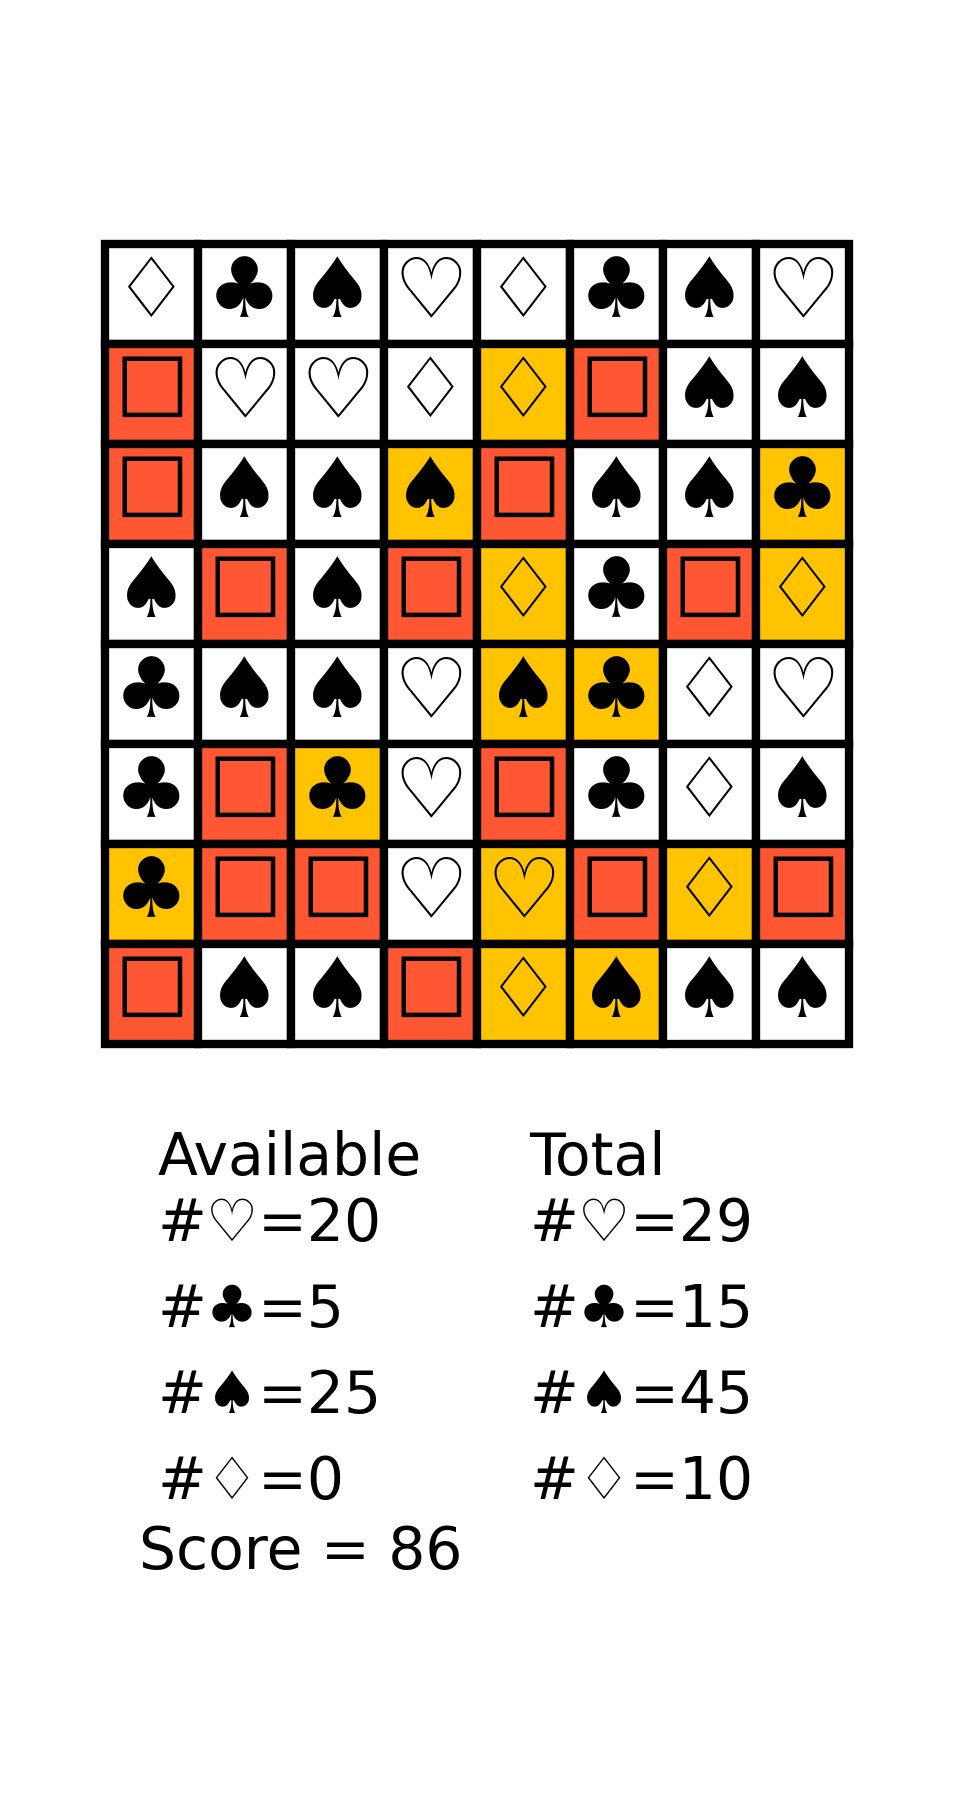 ♢ ♣ ♠ ♡ ♢ ♣ ♠ ♡
□ ♡ ♡ ♢ ♢ □ ♠ ♠
□ ♠ ♠ ♠ □ ♠ ♠ ♣
♠ □ ♠ □ ♢ ♣ □ ♢
♣ ♠ ♠ ♡ ♠ ♣ ♢ ♡
♣ □ ♣ ♡ □ ♣ ♢ ♠
♣ □ □ ♡ ♡ □ ♢ □
□ ♠ ♠ □ ♢ ♠ ♠ ♠
Available Total
#♡=20 #♡=29
#♣=5 #♣=15
#♠=25 #♠=45
#♢=0 #♢=10
Score = 86